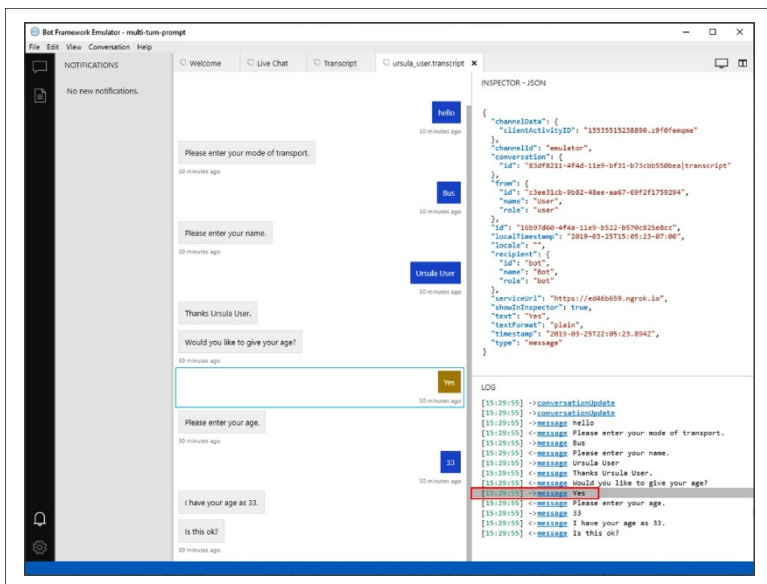 Bot Framework Emulator - multi-turn-prompt
File Edit View Conversation Help
NOTIFICATIONS
No new notifications.
Welcome
Live Chat
Transcript
ursula_user.transcript
hello
30 minutes ago
Please enter your mode of transport.
30 minutes ago
Bus
30 minutes ago
Please enter your name.
30 minutes ago
Ursula User
30 minutes ago
Thanks Ursula User.
Would you like to give your age?
30 minutes ago
Yes
30 minutes ago
Please enter your age.
30 minutes ago
33
30 minutes ago
I have your age as 33.
Is this ok?
30 minutes ago
INSPECTOR - JSON
{
"channelData": {
"clientActivityID": "15535515238890.z9f0femqme"
},
"channelId": "emulator",
"conversation": {
"id": "83df8211-4f4d-11e9-bf31-b73cbb550bea|transcript"
},
"from": {
"id": "c3ee31cb-9b82-48ee-aa67-69f2f1759294",
"name": "User",
"role": "user"
},
"id": "16b97d60-4f4a-11e9-b522-b570c825e8cc",
"localTimestamp": "2019-03-25T15:05:23-07:00",
"locale": "",
"recipient": {
"id": "bot",
"name": "Bot",
"role": "bot"
},
"serviceUrl": "https://ed46b659.ngrok.io",
"showInInspector": true,
"text": "Yes",
"textFormat": "plain",
"timestamp": "2019-03-25T22:05:23.894Z",
"type": "message"
}
LOG
[15:29:55] ->conversationUpdate
[15:29:55] ->conversationUpdate
[15:29:55] ->message hello
[15:29:55] <-message Please enter your mode of transport.
[15:29:55] ->message Bus
[15:29:55] <-message Please enter your name.
[15:29:55] ->message Ursula User
[15:29:55] <-message Thanks Ursula User.
[15:29:55] <-message Would you like to give your age?
[15:29:55] ->message Yes
[15:29:55] <-message Please enter your age.
[15:29:55] ->message 33
[15:29:55] <-message I have your age as 33.
[15:29:55] <-message Is this ok?